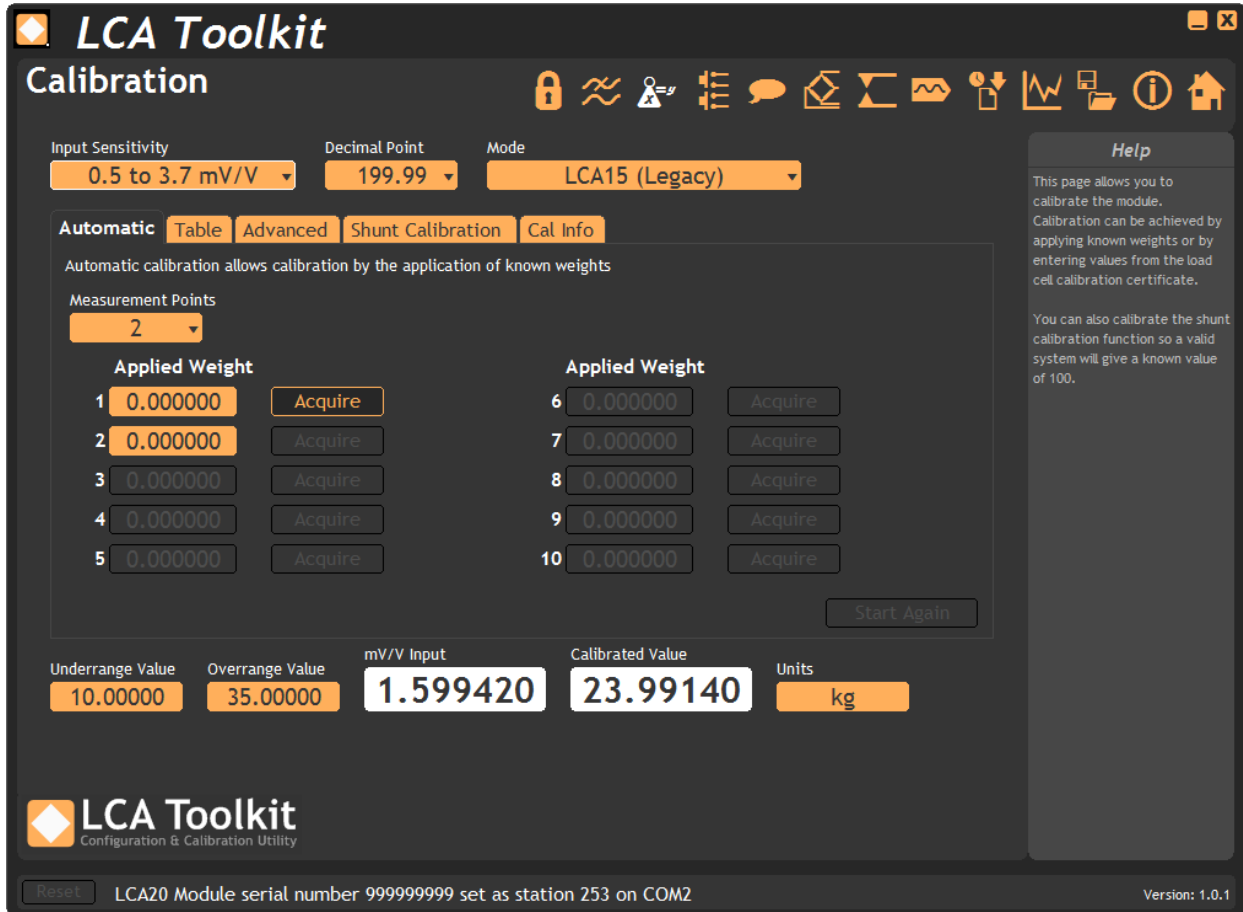 LCA Toolkit
Calibration
Input Sensitivity Decimal Point Mode
0.5 to 3.7 mV/V 199.99 LCA15 (Legacy)
Automatic Table Advanced Shunt Calibration Cal Info
Automatic calibration allows calibration by the application of known weights
Measurement Points
2
Applied Weight Applied Weight
1 0.000000 Acquire 6 0.000000 Acquire
2 0.000000 Acquire 7 0.000000 Acquire
3 0.000000 Acquire 8 0.000000 Acquire
4 0.000000 Acquire 9 0.000000 Acquire
5 0.000000 Acquire 10 0.000000 Acquire
Start Again
Underrange Value Overrange Value mV/V Input Calibrated Value Units
10.00000 35.00000 1.599420 23.99140 kg
Help
This page allows you to
calibrate the module.
Calibration can be achieved by
applying known weights or by
entering values from the load
cell calibration certificate.
You can also calibrate the shunt
calibration function so a valid
system will give a known value
of 100.
LCA Toolkit
Configuration & Calibration Utility
Reset LCA20 Module serial number 999999999 set as station 253 on COM2 Version: 1.0.1